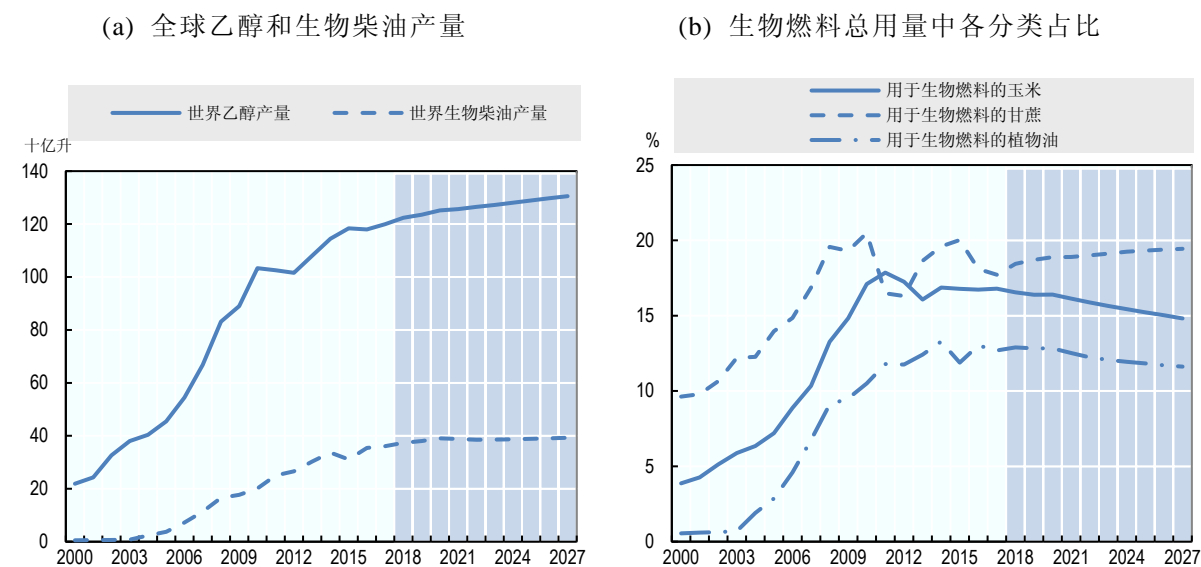 (a) 全球乙醇和生物柴油产量
世界乙醇产量
世界生物柴油产量
十亿升
140
120
100
80
60
40
20
0
2000 2003 2006 2009 2012 2015 2018 2021 2024 2027
(b) 生物燃料总用量中各分类占比
用于生物燃料的玉米
用于生物燃料的甘蔗
用于生物燃料的植物油
%
25
20
15
10
5
0
2000 2003 2006 2009 2012 2015 2018 2021 2024 2027